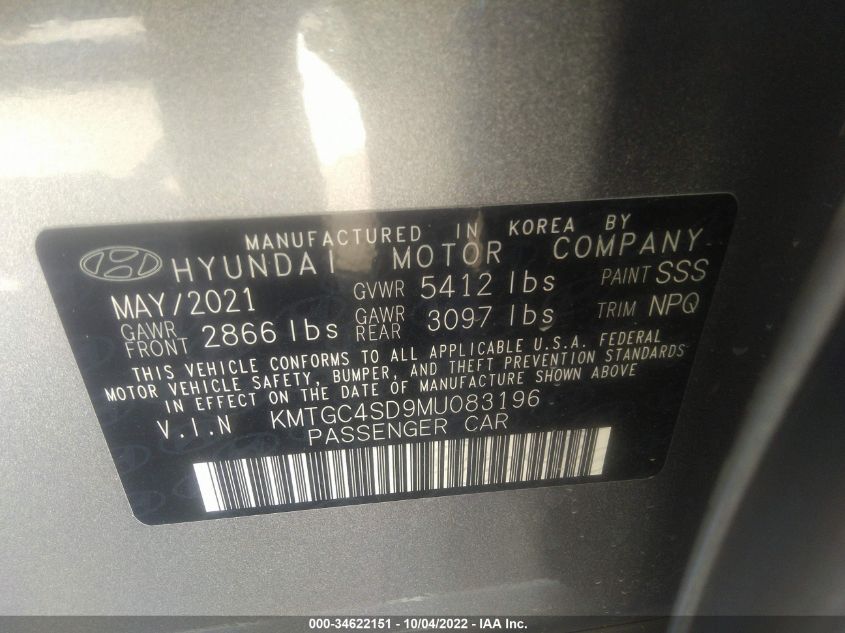 MANUFACTURED IN KOREA BY
HYUNDAI MOTOR COMPANY
MAY/2021 GVWR 5412 lbs PAINT SSS
GAWR FRONT 2866 lbs GAWR REAR 3097 lbs TRIM NPQ
THIS VEHICLE CONFORMS TO ALL APPLICABLE U.S.A. FEDERAL
MOTOR VEHICLE SAFETY, BUMPER, AND THEFT PREVENTION STANDARDS
IN EFFECT ON THE DATE OF MANUFACTURE SHOWN ABOVE
V.I.N KMTGC4SD9MU083196
PASSENGER CAR
000-34622151 - 10/04/2022 - IAA Inc.